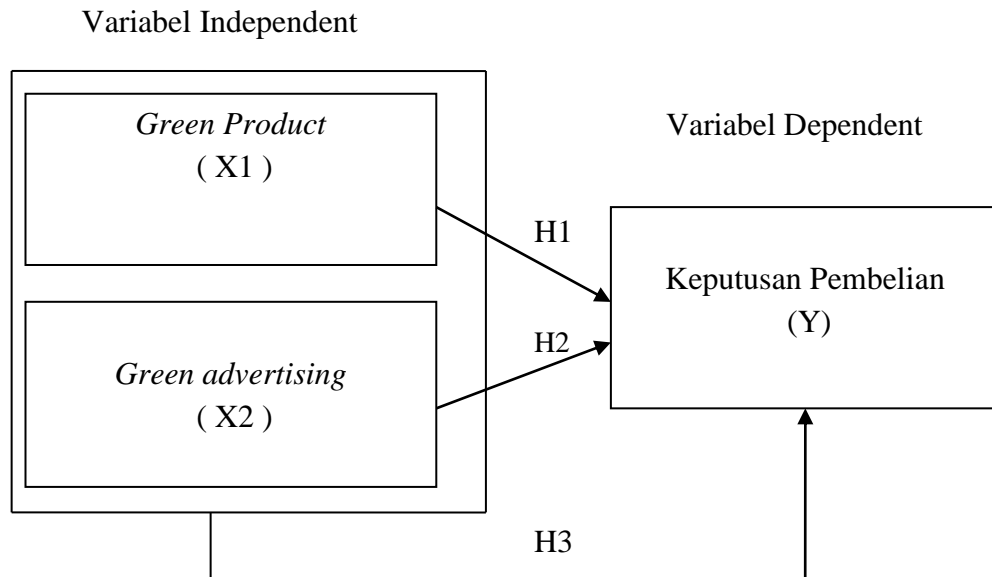 Variabel Independent
Green Product
( X1 )
Variabel Dependent
H1
Keputusan Pembelian
(Y)
H2
Green advertising
( X2 )
H3